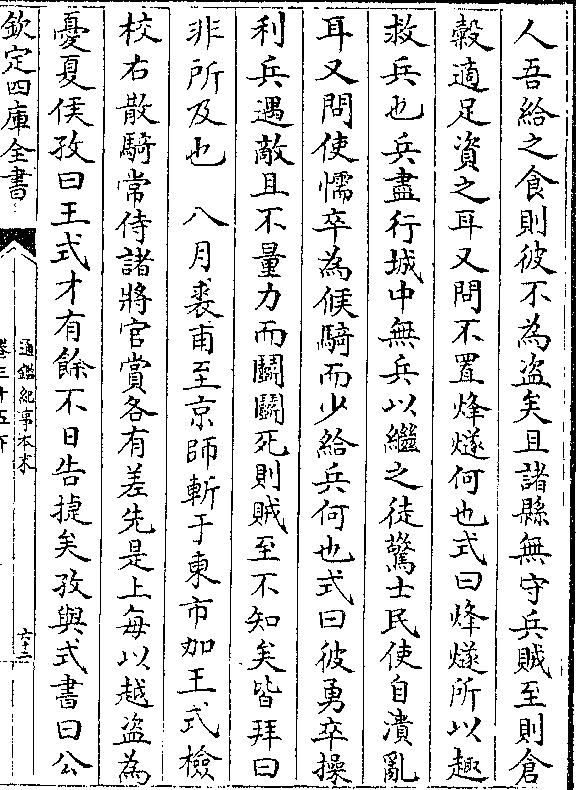 人吾給之食則彼不為盜矣且諸縣無守兵賊至則倉
穀適足資之耳又問不置烽燧何也式曰烽燧所以趣
救兵也兵盡行城中無兵以繼之徒驚士民使自潰亂
耳又問使懦卒為候騎而少給兵何也式曰彼勇卒操
利兵遇敵且不量力而鬭鬭死則賊至不知矣皆拜曰
非所及也　八月裘甫至京師斬于東市加王式檢
校右散騎常侍諸將官賞各有差先是上每以越盜為
憂夏侯孜曰王式才有餘不日告捷矣孜與式書曰公
欽定四庫全書
通鑑紀事本末
卷三十五下
六十二